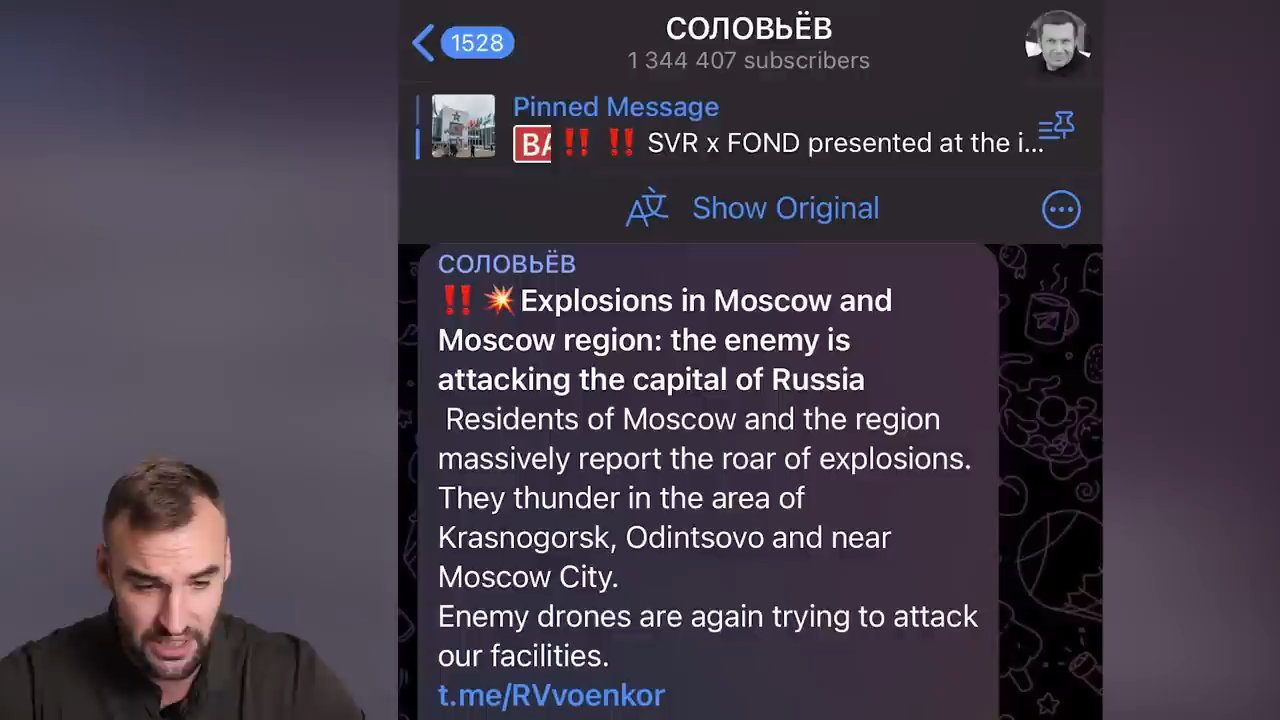 1528
СОЛОВЬЁВ
1 344 407 subscribers
Pinned Message
ВА ‼️ ‼️ SVR x FOND presented at the i...
Show Original
СОЛОВЬЁВ
‼️ 💥 Explosions in Moscow and
Moscow region: the enemy is
attacking the capital of Russia
Residents of Moscow and the region
massively report the roar of explosions.
They thunder in the area of
Krasnogorsk, Odintsovo and near
Moscow City.
Enemy drones are again trying to attack
our facilities.
t.me/RVvoenkor